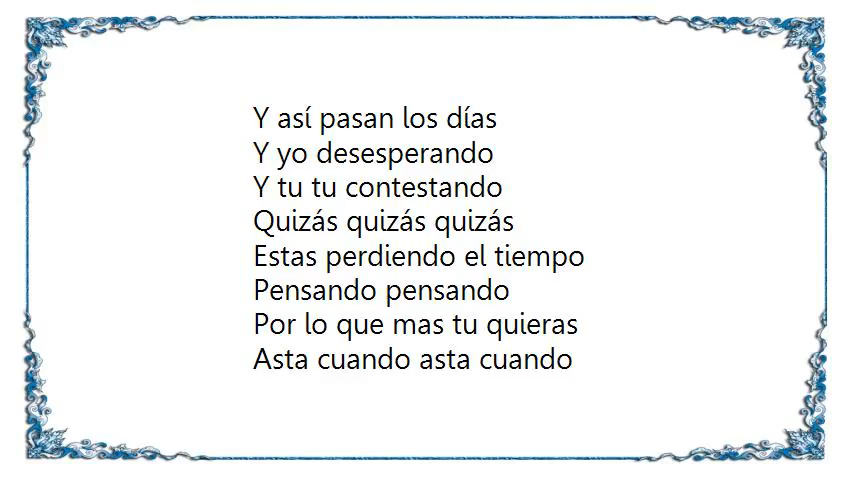 Y así pasan los días
Y yo desesperando
Y tu tu contestando
Quizás quizás quizás
Estas perdiendo el tiempo
Pensando pensando
Por lo que mas tu quieras
Asta cuando asta cuando